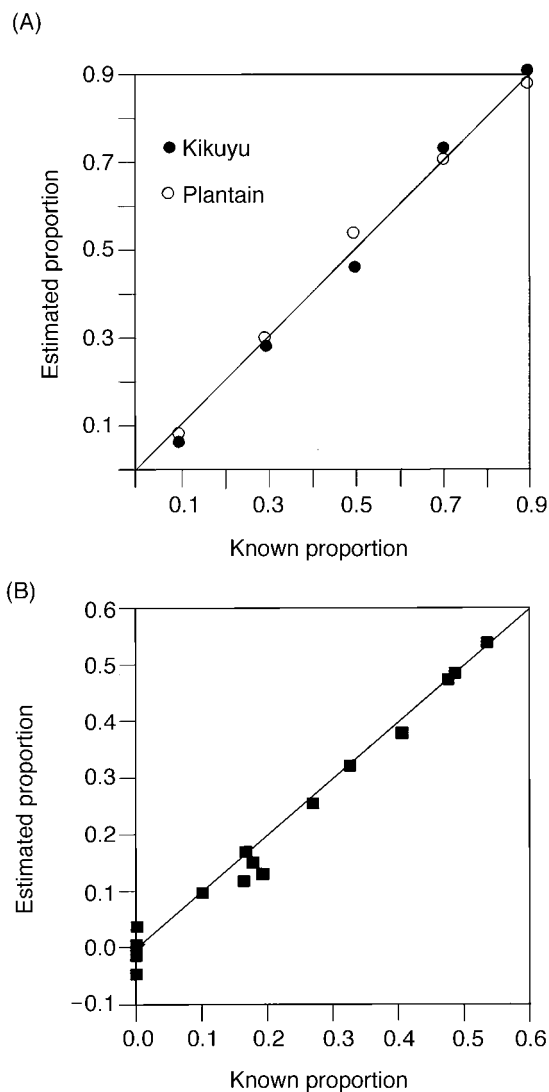 (A)
0.9
0.7
0.5
0.3
0.1
Estimated proportion
Kikuyu
Plantain
0.1 0.3 0.5 0.7 0.9
Known proportion
(B)
0.6
0.5
0.4
0.3
0.2
0.1
0.0
−0.1
Estimated proportion
0.0 0.1 0.2 0.3 0.4 0.5 0.6
Known proportion